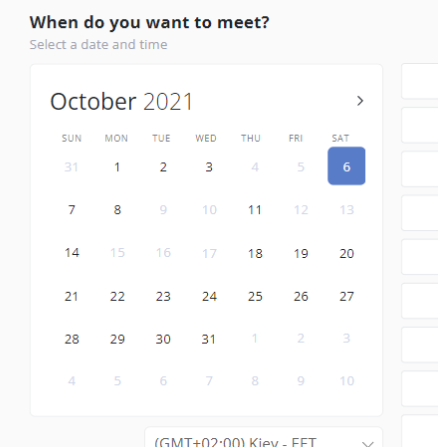 When do you want to meet?
Select a date and time
October 2021
SUN MON TUE WED THU FRI SAT
31 1 2 3 4 5 6
7 8 9 10 11 12 13
14 15 16 17 18 19 20
21 22 23 24 25 26 27
28 29 30 31 1 2 3
4 5 6 7 8 9 10
(GMT+02:00) Kiev - EET